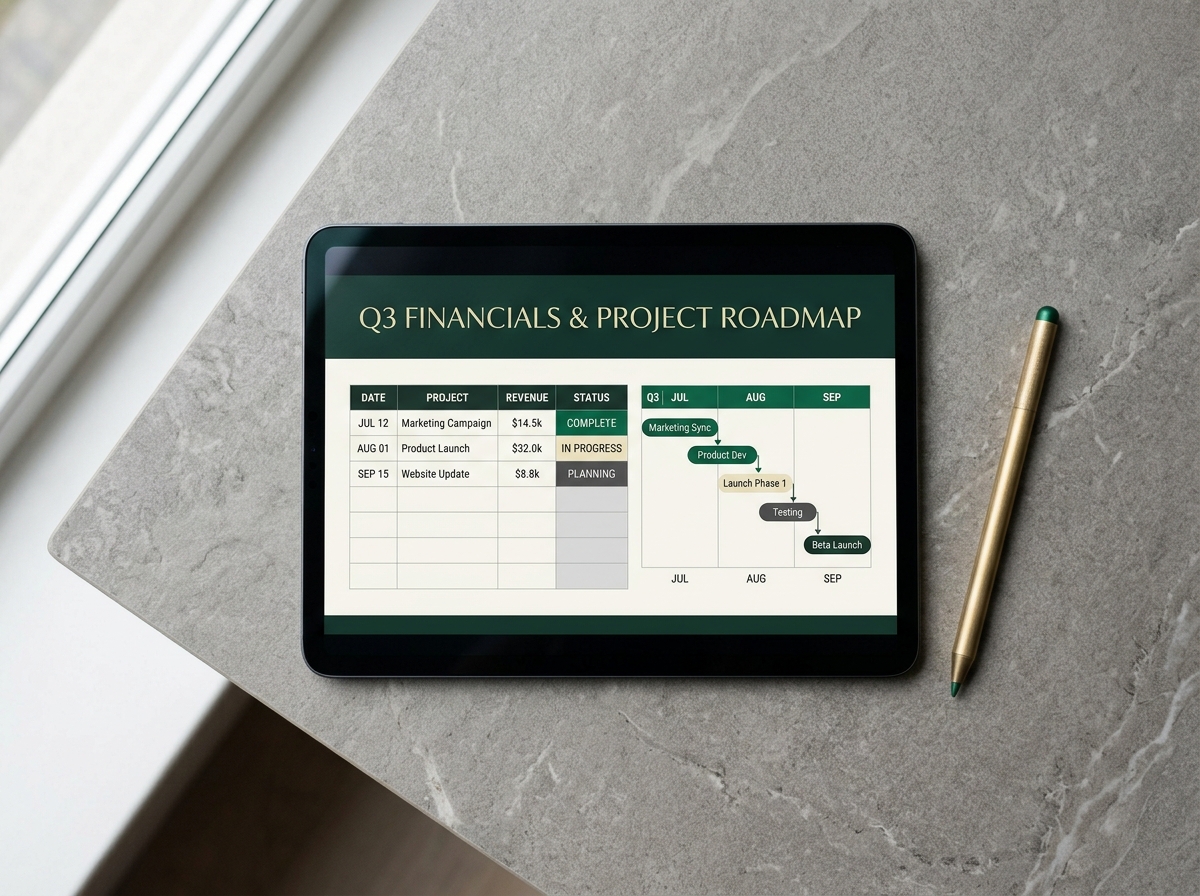 Q3 FINANCIALS & PROJECT ROADMAP
DATE PROJECT REVENUE STATUS
JUL 12 Marketing Campaign $14.5k COMPLETE
AUG 01 Product Launch $32.0k IN PROGRESS
SEP 15 Website Update $8.8k PLANNING
Q3 JUL AUG SEP
Marketing Sync
Product Dev
Launch Phase 1
Testing
Beta Launch
JUL AUG SEP